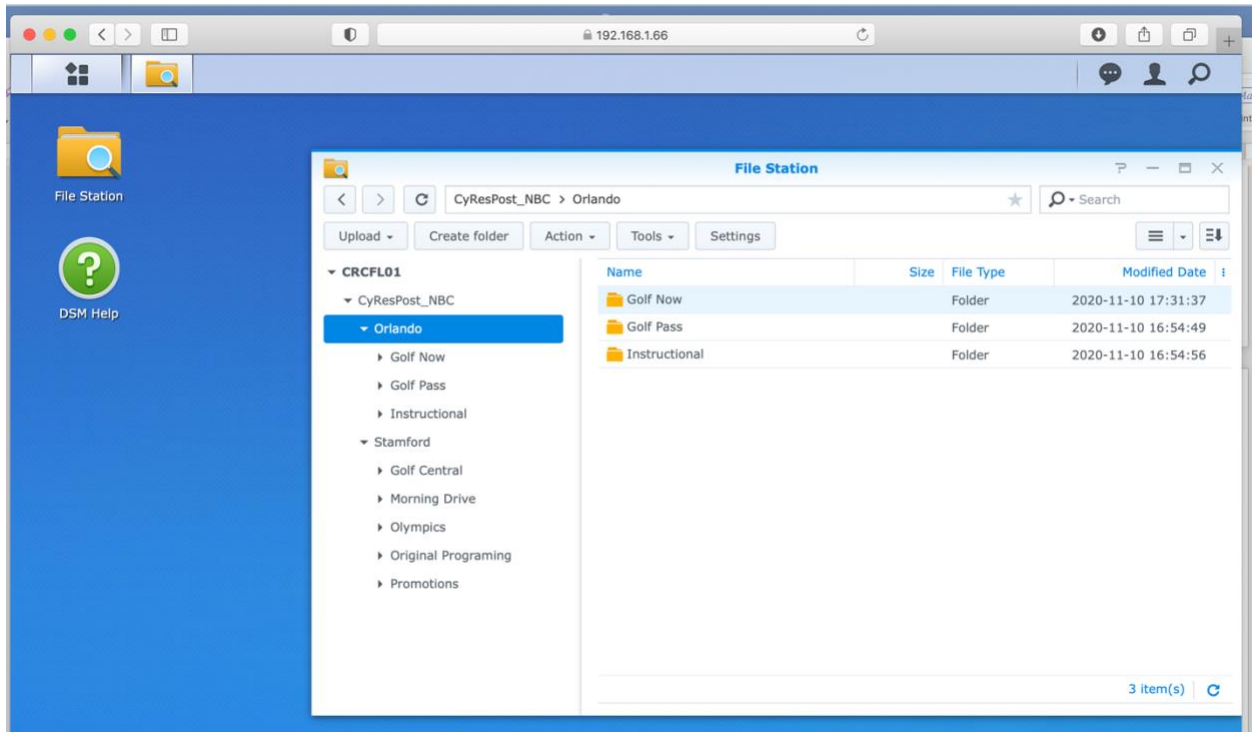 192.168.1.66
File Station
DSM Help
File Station
CyResPost_NBC > Orlando
Search
Upload Create folder Action Tools Settings
CRCFL01
CyResPost_NBC
Orlando
Golf Now
Golf Pass
Instructional
Stamford
Golf Central
Morning Drive
Olympics
Original Programing
Promotions
Name Size File Type Modified Date
Golf Now Folder 2020-11-10 17:31:37
Golf Pass Folder 2020-11-10 16:54:49
Instructional Folder 2020-11-10 16:54:56
3 item(s)